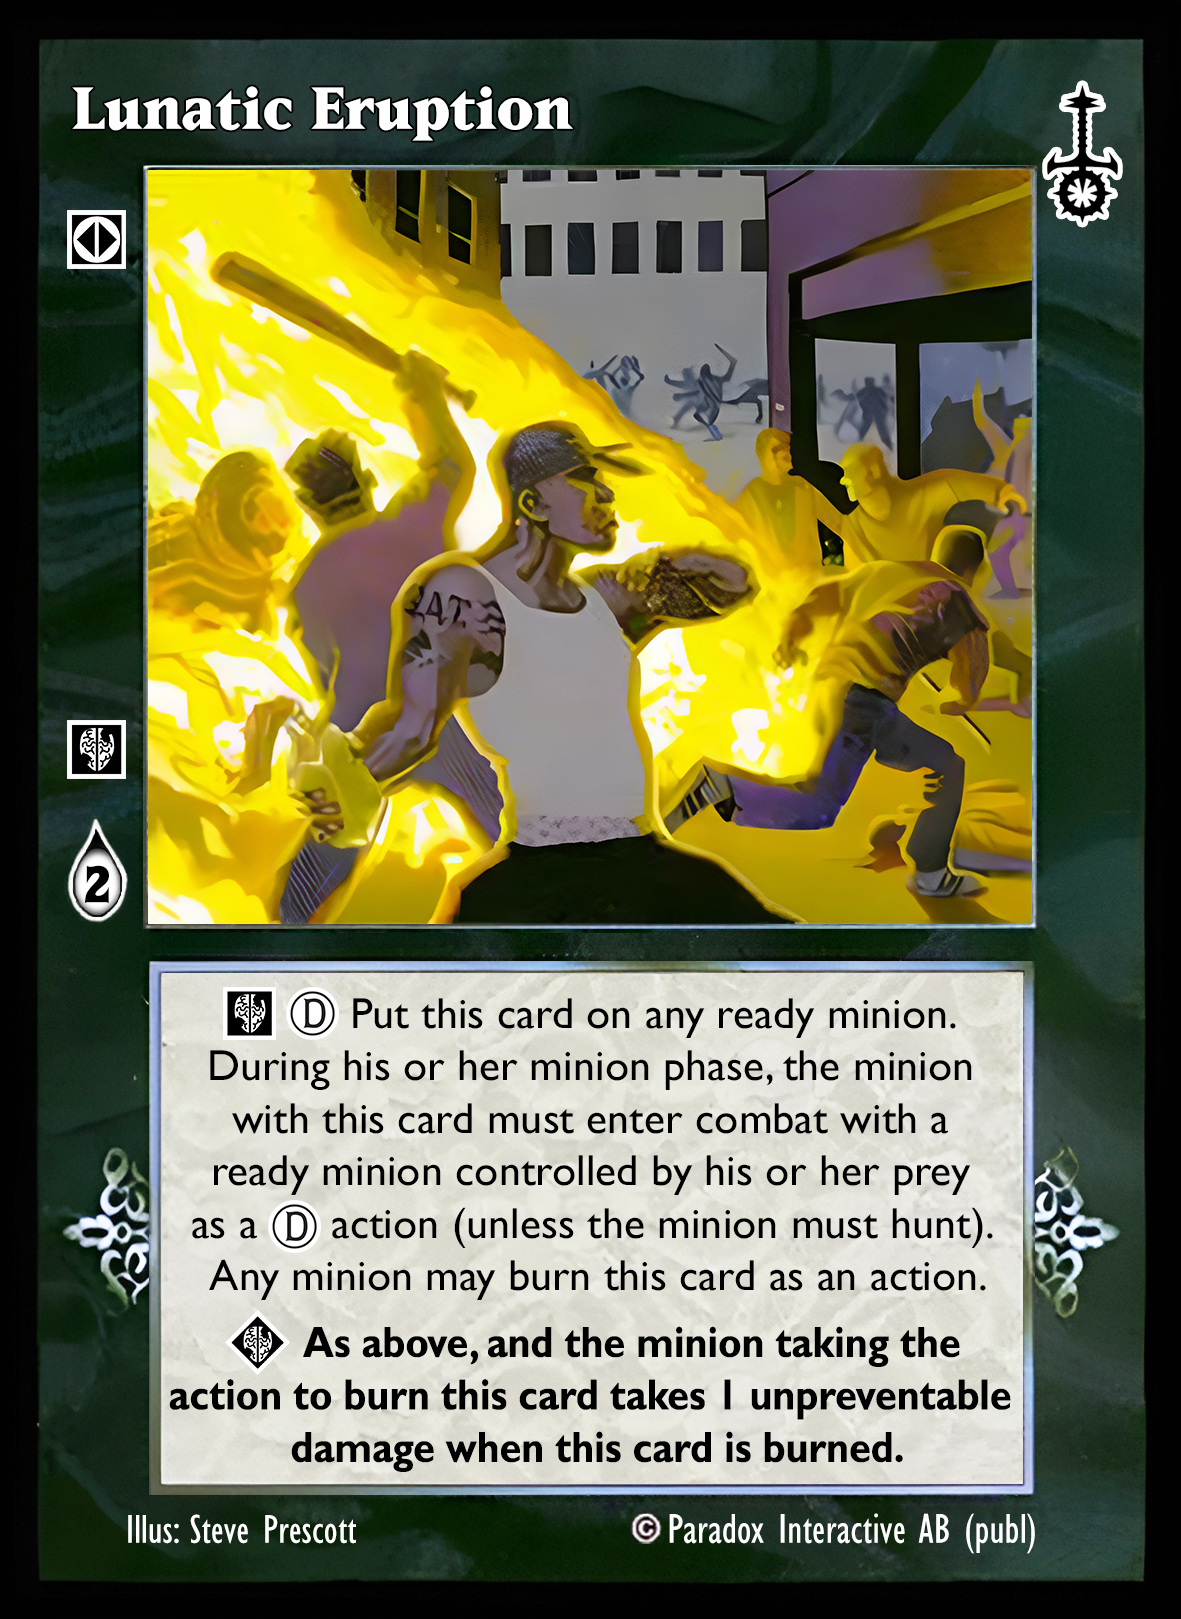 Lunatic Eruption
2
D Put this card on any ready minion.
During his or her minion phase, the minion
with this card must enter combat with a
ready minion controlled by his or her prey
as a D action (unless the minion must hunt).
Any minion may burn this card as an action.
As above, and the minion taking the
action to burn this card takes 1 unpreventable
damage when this card is burned.
Illus: Steve Prescott
© Paradox Interactive AB (publ)